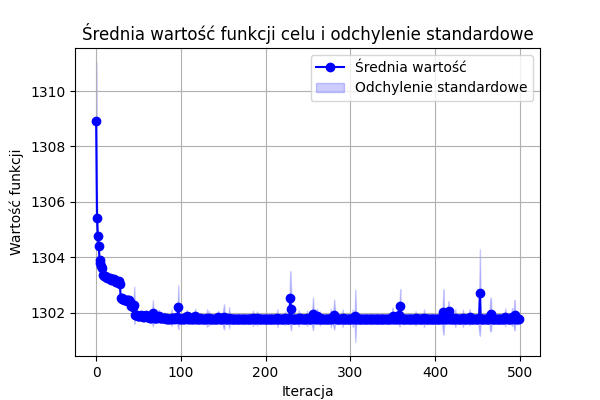 Średnia wartość funkcji celu i odchylenie standardowe
Średnia wartość
Odchylenie standardowe
Wartość funkcji
1310
1308
1306
1304
1302
0 100 200 300 400 500
Iteracja